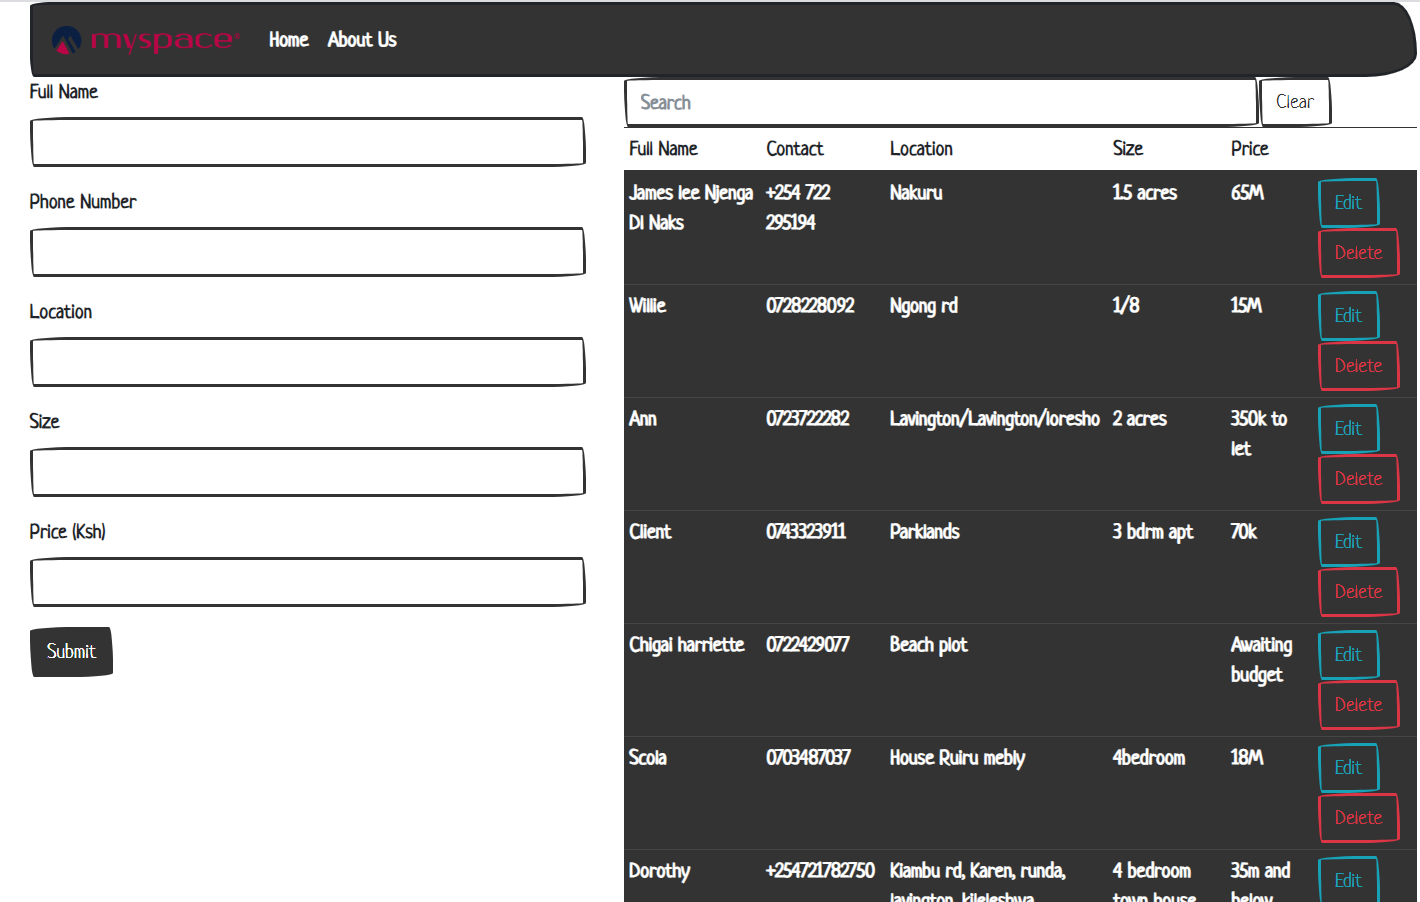 myspace
Home About Us
Full Name
Phone Number
Location
Size
Price (Ksh)
Submit
Search Clear
Full Name Contact Location Size Price
James lee Njenga +254 722 Nakuru 1.5 acres 65M Edit
DI Naks 295194 Delete
Willie 0728228092 Ngong rd 1/8 15M Edit
Delete
Ann 0723722282 Lavington/Lavington/loresho 2 acres 350k to Edit
let Delete
Client 0743323911 Parklands 3 bdrm apt 70k Edit
Delete
Chigai harriette 0722429077 Beach plot Awaiting Edit
budget Delete
Scola 0703487037 House Ruiru mebly 4bedroom 18M Edit
Delete
Dorothy +254721782750 Kiambu rd, Karen, runda, 4 bedroom 35m and Edit
lavington, kileleshwa town house below